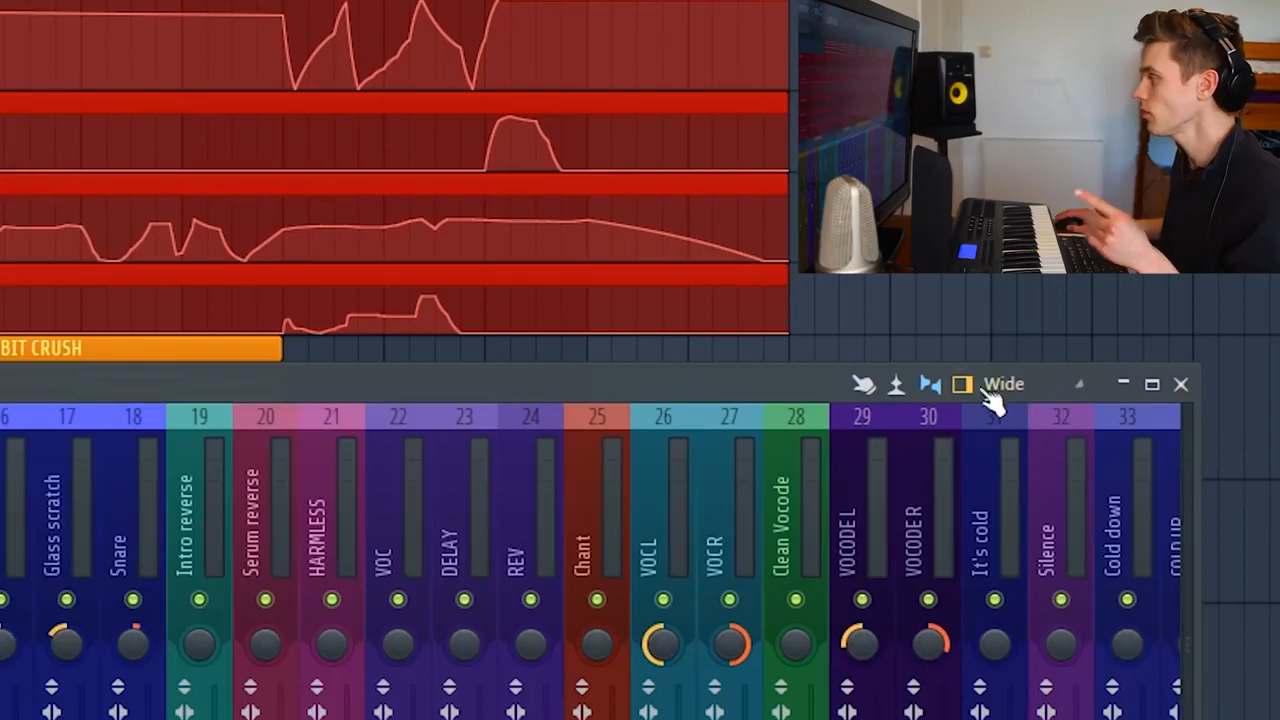 BIT CRUSH
Wide
6 17 18 19 20 21 22 23 24 25 26 27 28 29 30 31 32 33
Glass scratch
Snare
Intro reverse
Serum reverse
HARMLESS
VOC
DELAY
REV
Chant
VOCL
VOCR
Clean Vocode
VOCODE L
VOCODE R
It's cold
Silence
Cold down